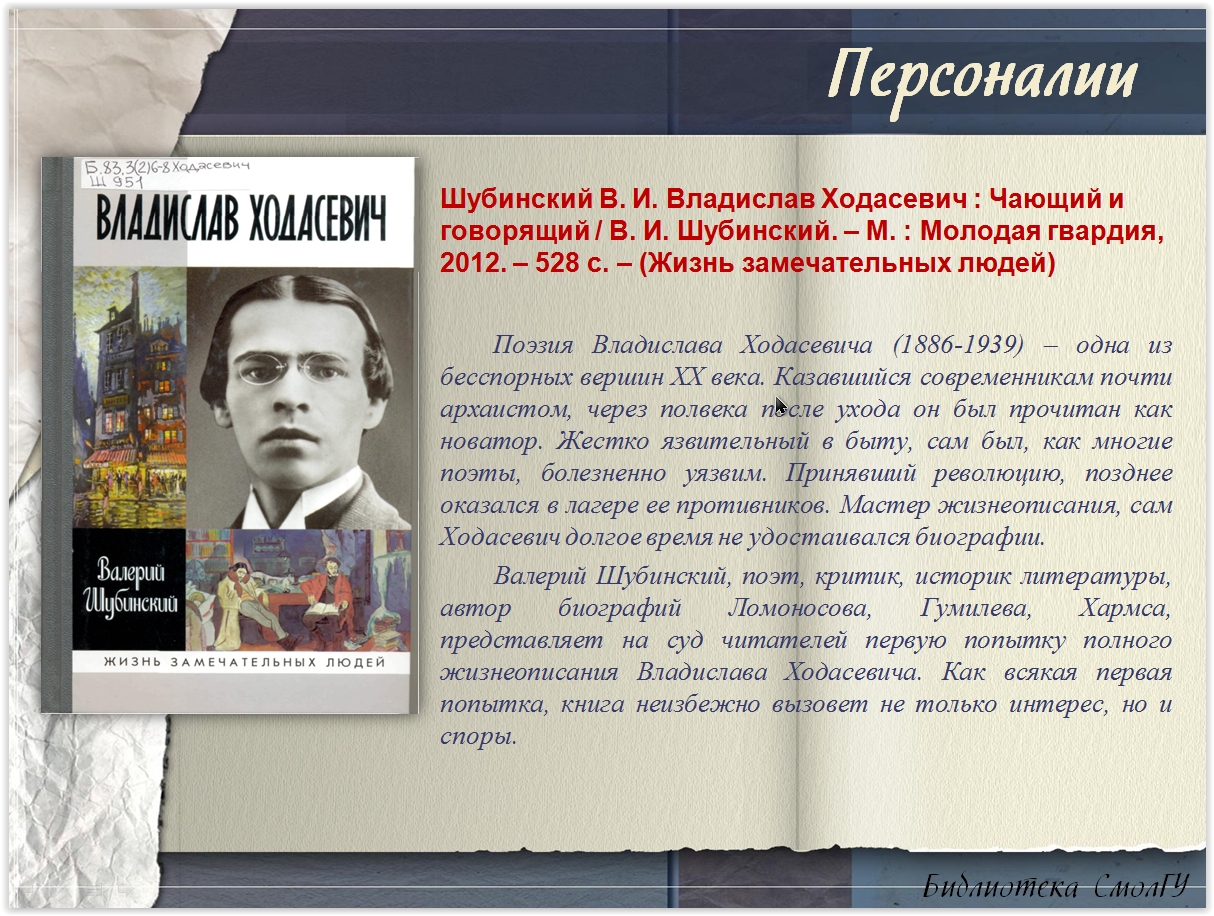 Персоналии
Б.83.3(2)6-8 Ходасевич
Ш 951
ВЛАДИСЛАВ ХОДАСЕВИЧ
Валерий
Шубинский
ЖИЗНЬ ЗАМЕЧАТЕЛЬНЫХ ЛЮДЕЙ
Шубинский В. И. Владислав Ходасевич : Чающий и
говорящий / В. И. Шубинский. – М. : Молодая гвардия,
2012. – 528 с. – (Жизнь замечательных людей)
Поэзия Владислава Ходасевича (1886-1939) – одна из
бесспорных вершин XX века. Казавшийся современникам почти
архаистом, через полвека после ухода он был прочитан как
новатор. Жестко язвительный в быту, сам был, как многие
поэты, болезненно уязвим. Принявший революцию, позднее
оказался в лагере ее противников. Мастер жизнеописания, сам
Ходасевич долгое время не удостаивался биографии.
Валерий Шубинский, поэт, критик, историк литературы,
автор биографий Ломоносова, Гумилева, Хармса,
представляет на суд читателей первую попытку полного
жизнеописания Владислава Ходасевича. Как всякая первая
попытка, книга неизбежно вызовет не только интерес, но и
споры.
Библиотека СмолГУ